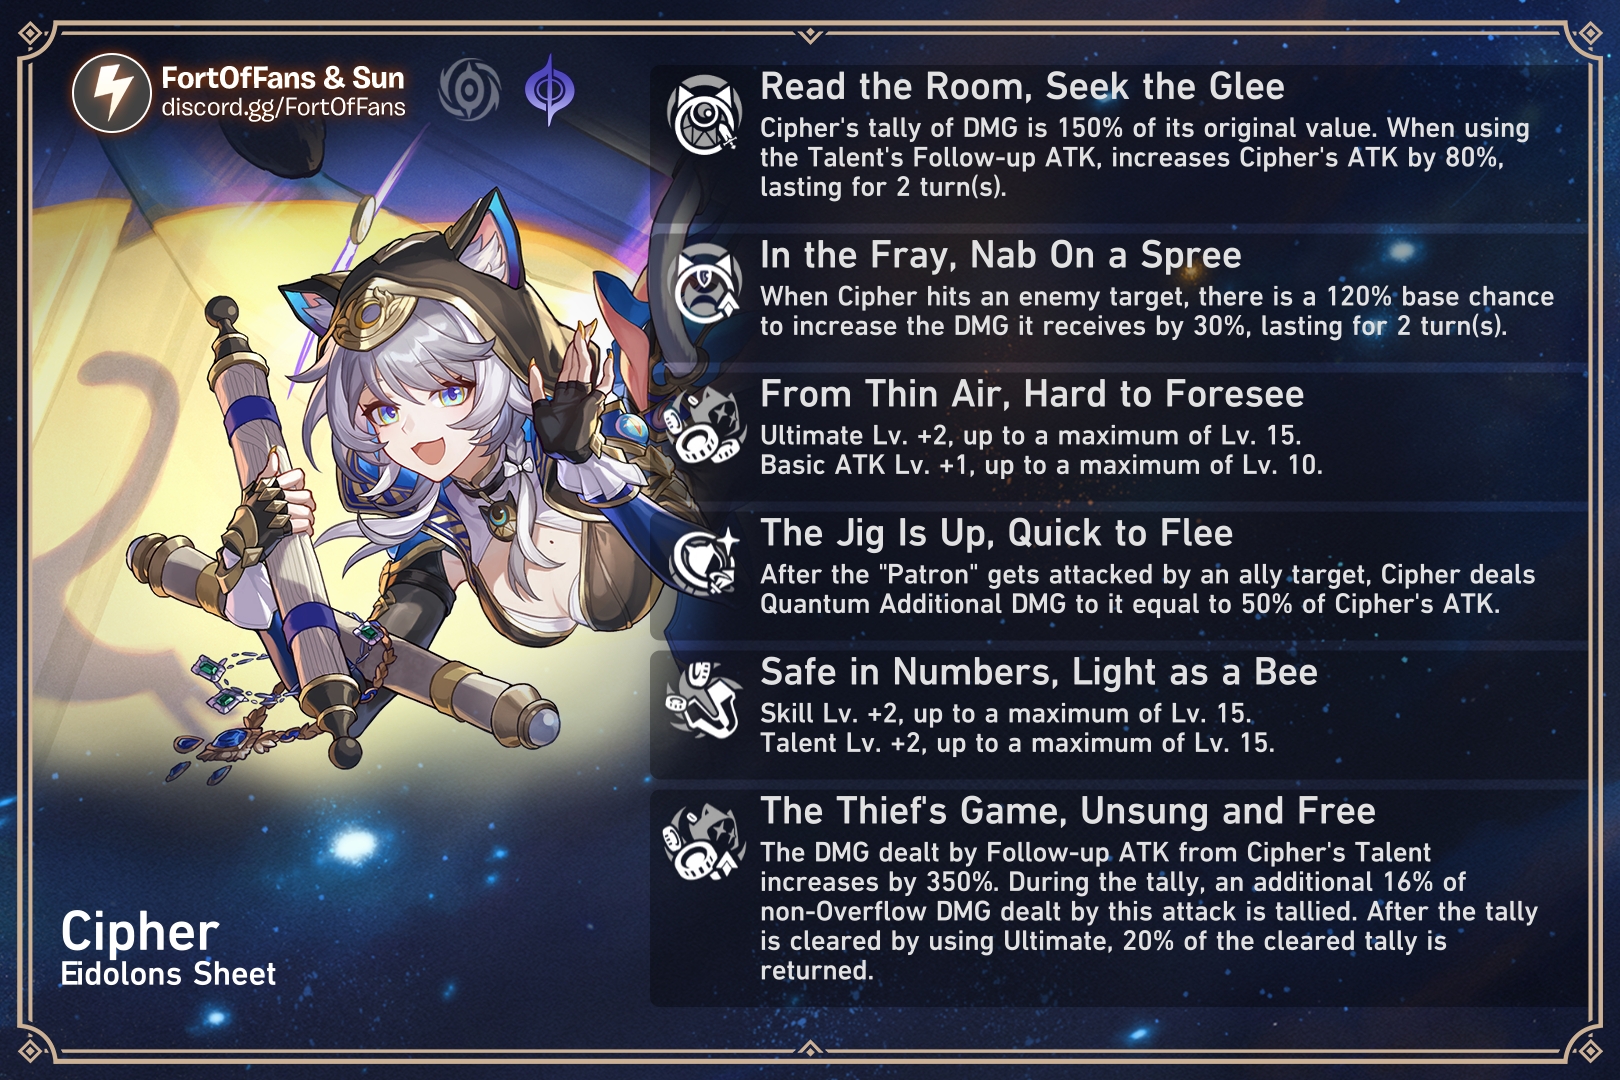 FortOfFans & Sun
discord.gg/FortOfFans
Read the Room, Seek the Glee
Cipher's tally of DMG is 150% of its original value. When using
the Talent's Follow-up ATK, increases Cipher's ATK by 80%,
lasting for 2 turn(s).
In the Fray, Nab On a Spree
When Cipher hits an enemy target, there is a 120% base chance
to increase the DMG it receives by 30%, lasting for 2 turn(s).
From Thin Air, Hard to Foresee
Ultimate Lv. +2, up to a maximum of Lv. 15.
Basic ATK Lv. +1, up to a maximum of Lv. 10.
The Jig Is Up, Quick to Flee
After the "Patron" gets attacked by an ally target, Cipher deals
Quantum Additional DMG to it equal to 50% of Cipher's ATK.
Safe in Numbers, Light as a Bee
Skill Lv. +2, up to a maximum of Lv. 15.
Talent Lv. +2, up to a maximum of Lv. 15.
The Thief's Game, Unsung and Free
The DMG dealt by Follow-up ATK from Cipher's Talent
increases by 350%. During the tally, an additional 16% of
non-Overflow DMG dealt by this attack is tallied. After the tally
is cleared by using Ultimate, 20% of the cleared tally is
returned.
Cipher
Eidolons Sheet